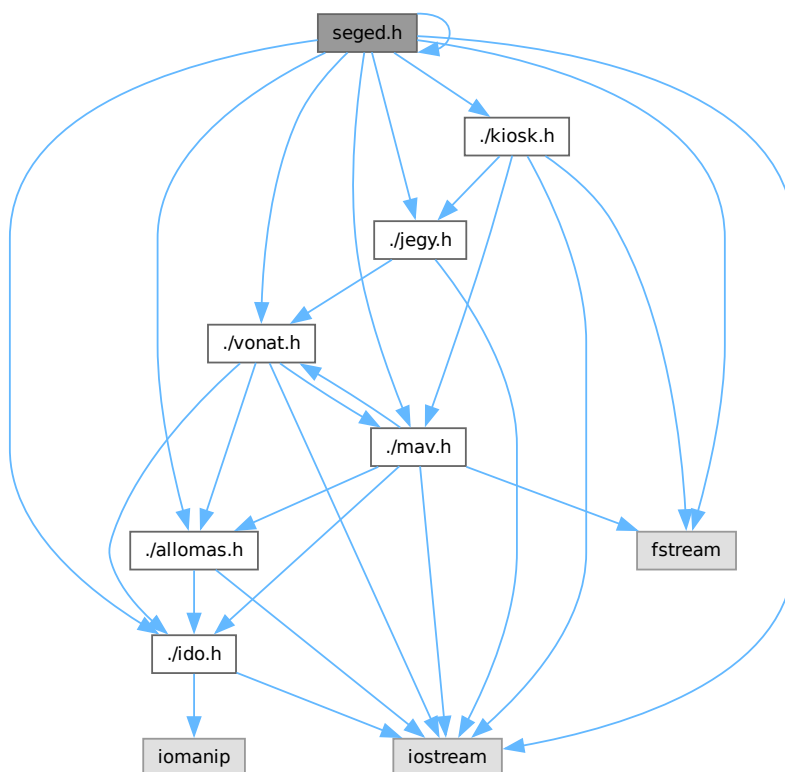 seged.h
./kiosk.h
./jegy.h
./vonat.h
./mav.h
./allomas.h
fstream
./ido.h
iomanip
iostream